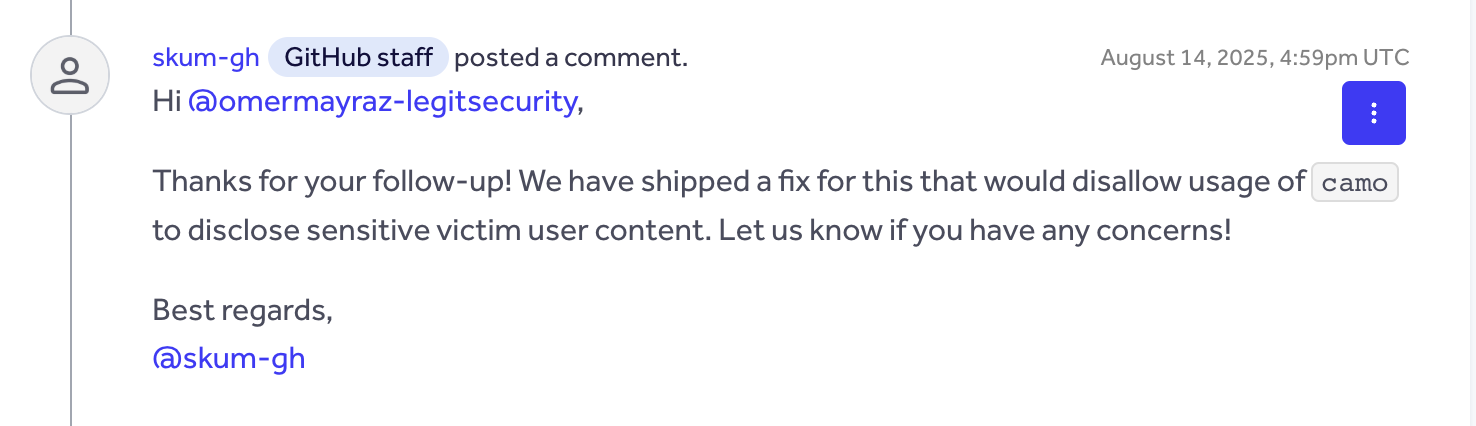 skum-gh GitHub staff posted a comment. August 14, 2025, 4:59pm UTC
Hi @omermayraz-legitsecurity,
Thanks for your follow-up! We have shipped a fix for this that would disallow usage of camo
to disclose sensitive victim user content. Let us know if you have any concerns!
Best regards,
@skum-gh